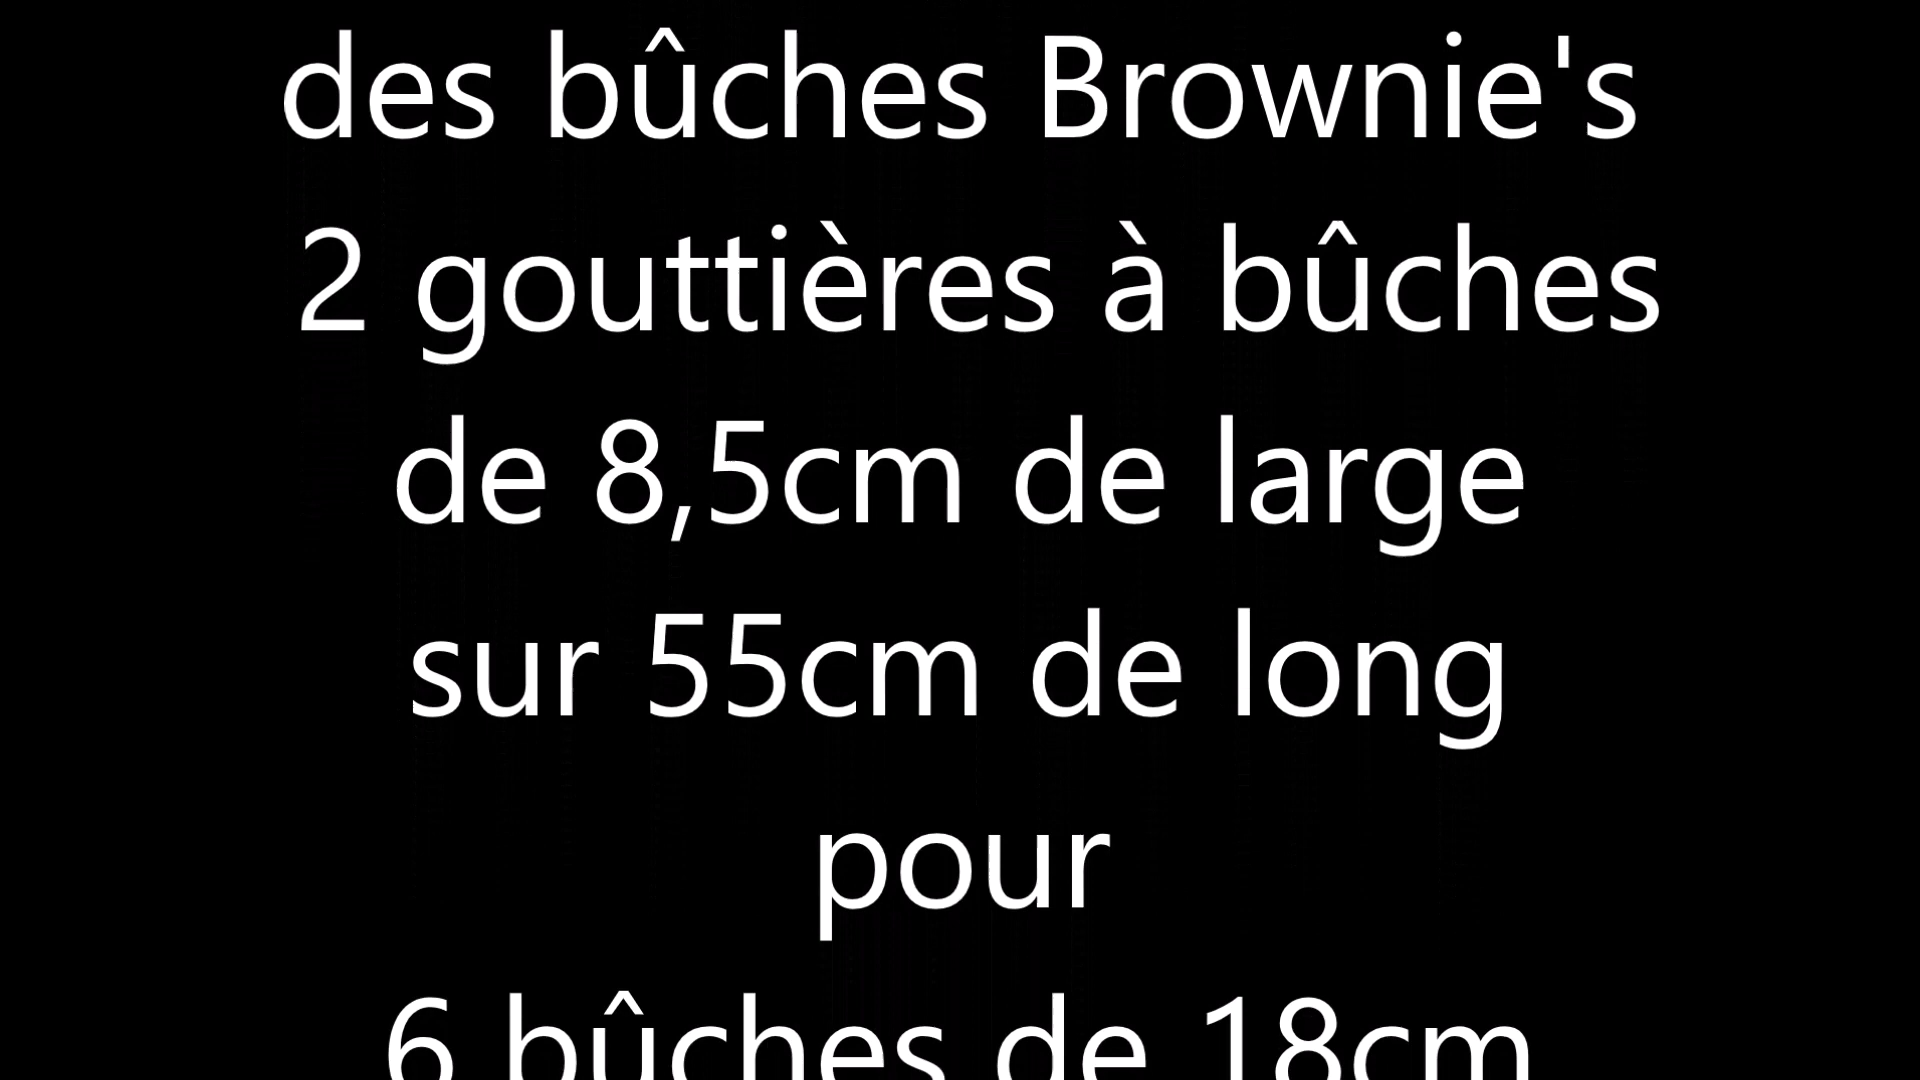 des bûches Brownie's
2 gouttières à bûches
de 8,5cm de large
sur 55cm de long
pour
6 bûches de 18cm